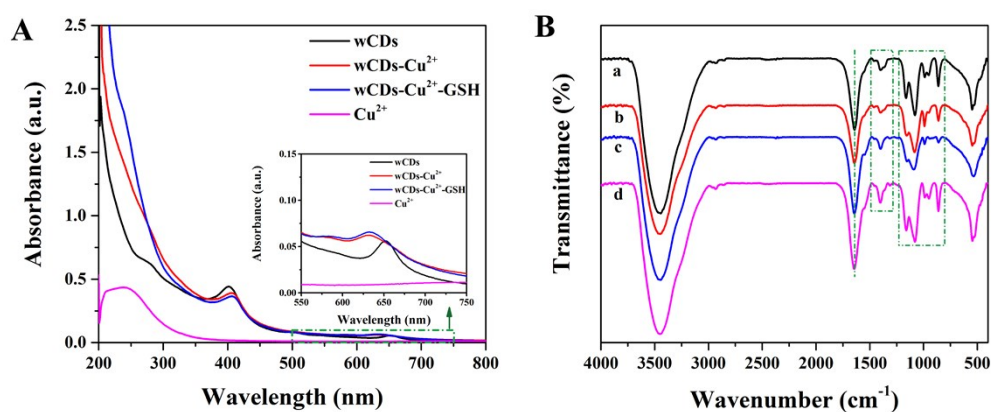 A
Absorbance (a.u.)
2.5
2.0
1.5
1.0
0.5
0.0
200 300 400 500 600 700 800
Wavelength (nm)
wCDs
wCDs-Cu²⁺
wCDs-Cu²⁺-GSH
Cu²⁺
Absorbance (a.u.)
0.15
0.10
0.05
0.00
550 600 650 700 750
Wavelength (nm)
wCDs
wCDs-Cu²⁺
wCDs-Cu²⁺-GSH
Cu²⁺
B
Transmittance (%)
a
b
c
d
4000 3500 3000 2500 2000 1500 1000 500
Wavenumber (cm⁻¹)